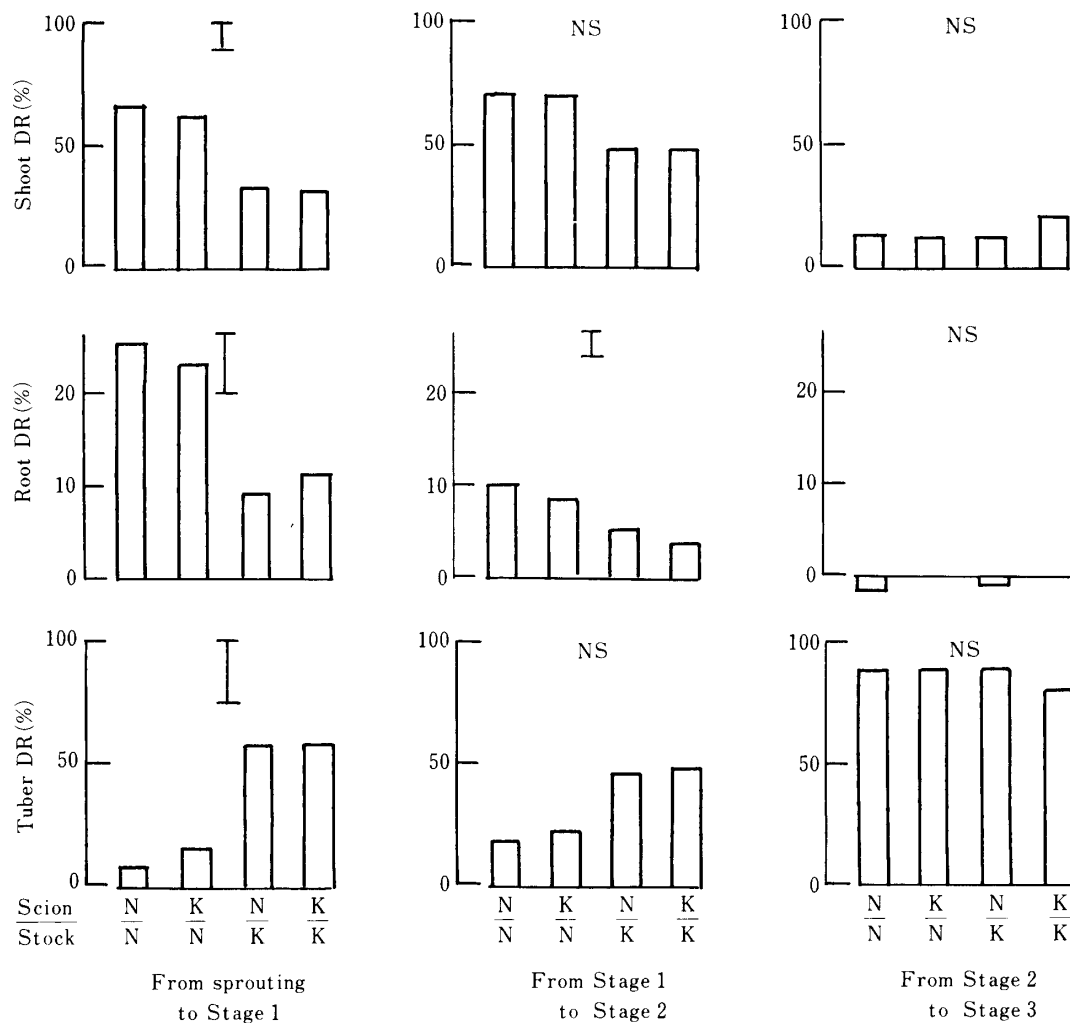 Shoot DR(%)
100
50
0
100
NS
50
0
100
NS
50
0
Root DR(%)
20
10
0
20
10
0
NS
20
10
0
Tuber DR(%)
100
50
0
100
NS
50
0
100
NS
50
0
Scion N K N K N K N K N K N K
Stock N N K K N N K K N N K K
From sprouting
to Stage 1
From Stage 1
to Stage 2
From Stage 2
to Stage 3